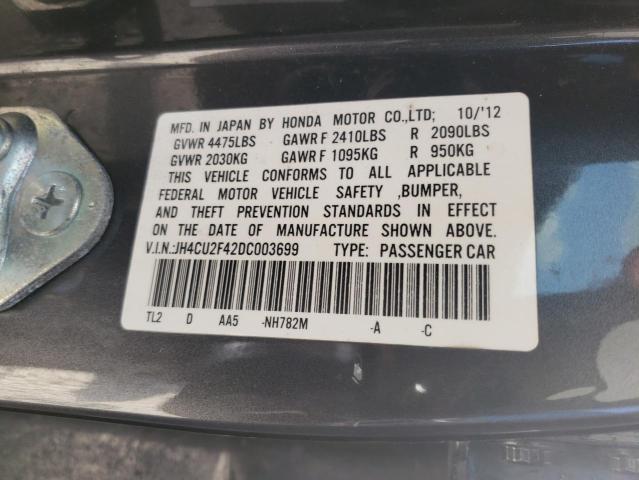 MFD. IN JAPAN BY HONDA MOTOR CO.,LTD; 10/'12
GVWR 4475LBS GAWR F 2410LBS R 2090LBS
GVWR 2030KG GAWR F 1095KG R 950KG
THIS VEHICLE CONFORMS TO ALL APPLICABLE
FEDERAL MOTOR VEHICLE SAFETY ,BUMPER,
AND THEFT PREVENTION STANDARDS IN EFFECT
ON THE DATE OF MANUFACTURE SHOWN ABOVE.
V.I.N.:JH4CU2F42DC003699 TYPE: PASSENGER CAR
TL2 D AA5 -NH782M -A -C